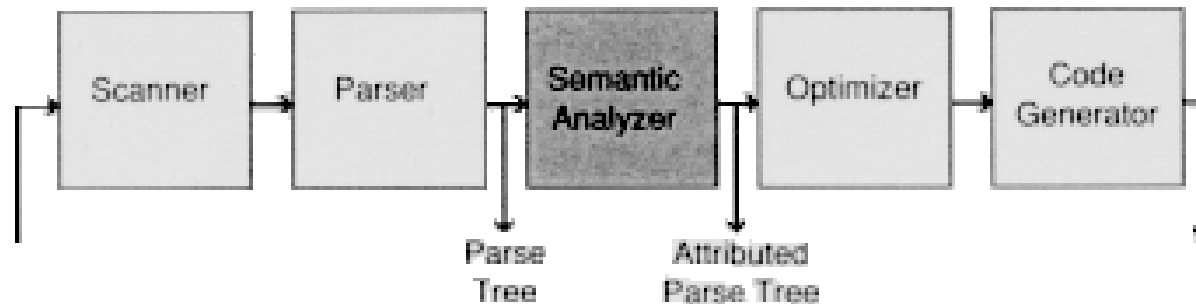 Scanner
Parser
Semantic
Analyzer
Optimizer
Code
Generator
Parse
Tree
Attributed
Parse Tree